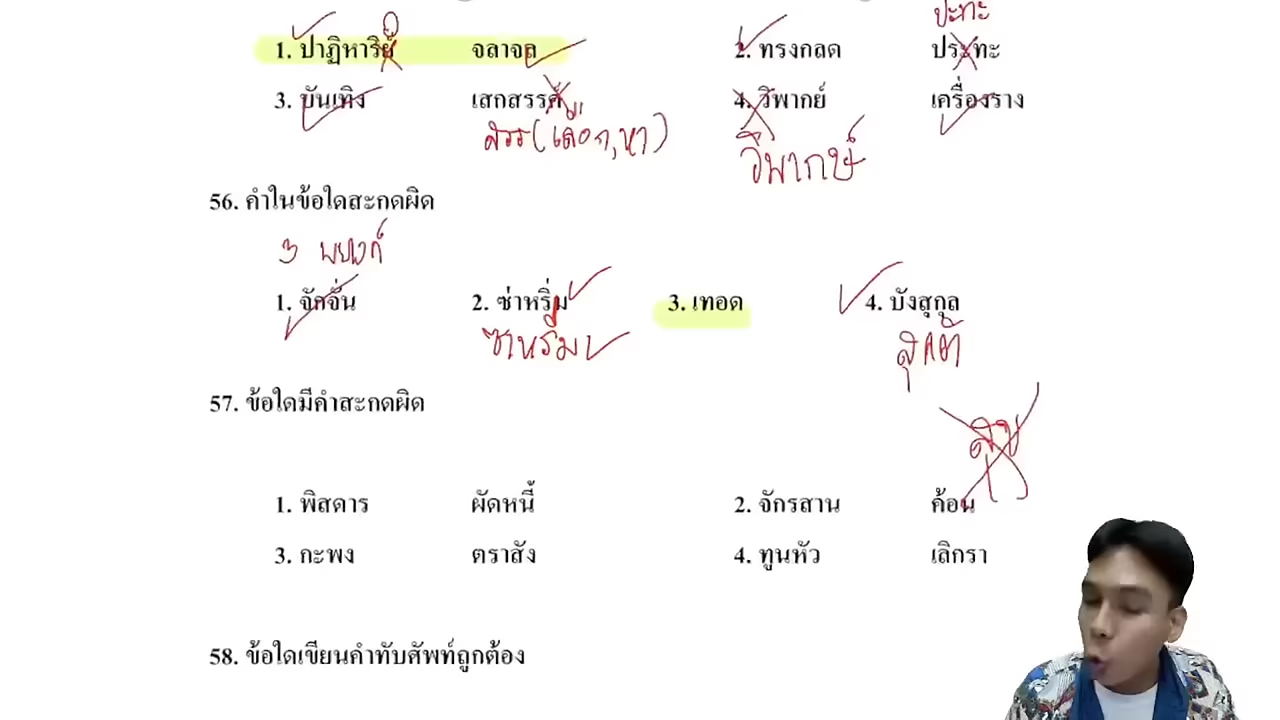 ปะทะ
1. ปาฏิหาริย์ จลาจล 2. ทรงกลด ประทะ
3. บันเทิง เสกสรรค์ 4. วิพากย์ เครื่องราง
สรร(เลือก,หา) วิพากษ์
56. คำในข้อใดสะกดผิด
3 พยางค์
1. จักจั่น 2. ซ่าหริ่ม 3. เทอด 4. บังสุกุล
ซาหริ่ม
57. ข้อใดมีคำสะกดผิด
1. พิสดาร ผัดหนี้ 2. จักรสาน ค้อน
3. กะพง ตราสัง 4. ทูนหัว เลิกรา
58. ข้อใดเขียนคำทับศัพท์ถูกต้อง